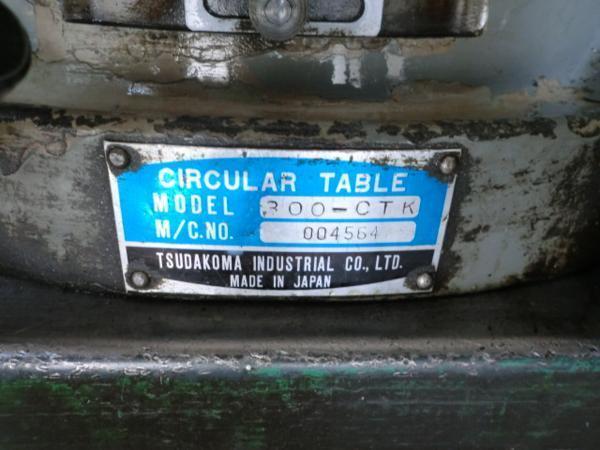 CIRCULAR TABLE
MODEL 300-CTK
M/C.NO. 004564
TSUDAKOMA INDUSTRIAL CO., LTD.
MADE IN JAPAN